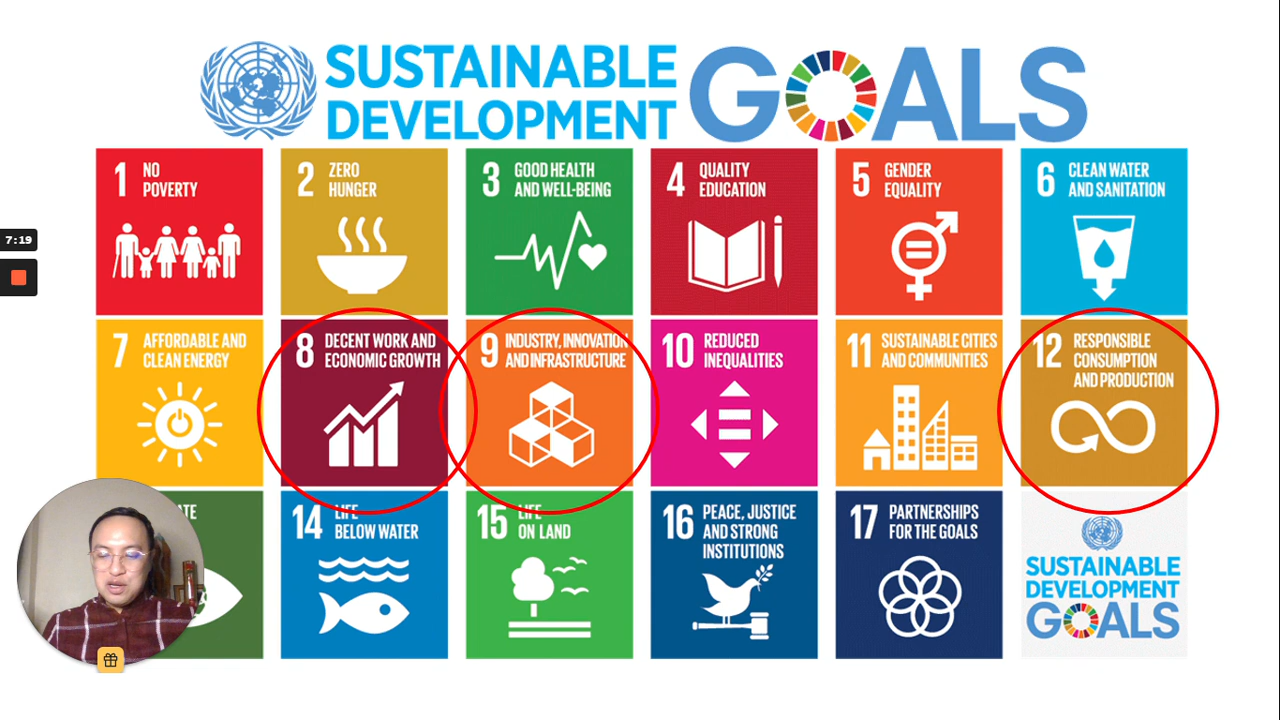 SUSTAINABLE
DEVELOPMENT
GOALS
1 NO
POVERTY
2 ZERO
HUNGER
3 GOOD HEALTH
AND WELL-BEING
4 QUALITY
EDUCATION
5 GENDER
EQUALITY
6 CLEAN WATER
AND SANITATION
7:19
7 AFFORDABLE AND
CLEAN ENERGY
8 DECENT WORK AND
ECONOMIC GROWTH
9 INDUSTRY, INNOVATION
AND INFRASTRUCTURE
10 REDUCED
INEQUALITIES
11 SUSTAINABLE CITIES
AND COMMUNITIES
12 RESPONSIBLE
CONSUMPTION
AND PRODUCTION
14 LIFE
BELOW WATER
15 LIFE
ON LAND
16 PEACE, JUSTICE
AND STRONG
INSTITUTIONS
17 PARTNERSHIPS
FOR THE GOALS
SUSTAINABLE
DEVELOPMENT
GOALS